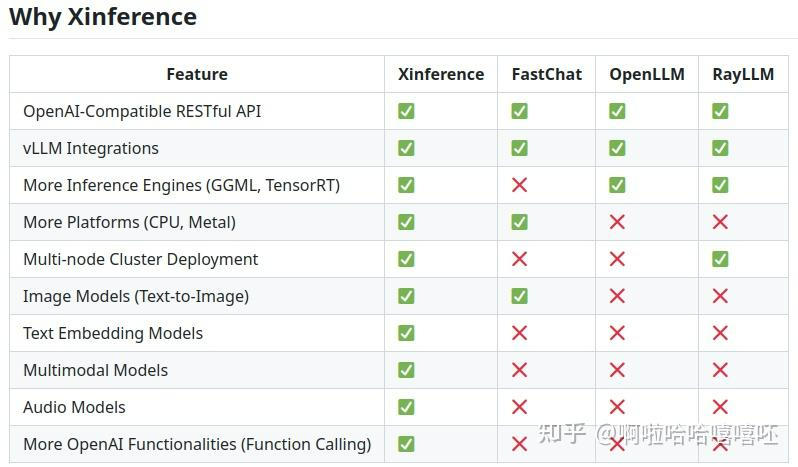 Why Xinference
Feature Xinference FastChat OpenLLM RayLLM
OpenAI-Compatible RESTful API ✅ ✅ ✅ ✅
vLLM Integrations ✅ ✅ ✅ ✅
More Inference Engines (GGML, TensorRT) ✅ ❌ ✅ ✅
More Platforms (CPU, Metal) ✅ ✅ ❌ ❌
Multi-node Cluster Deployment ✅ ❌ ❌ ✅
Image Models (Text-to-Image) ✅ ✅ ❌ ❌
Text Embedding Models ✅ ❌ ❌ ❌
Multimodal Models ✅ ❌ ❌ ❌
Audio Models ✅ ❌ ❌ ❌
More OpenAI Functionalities (Function Calling) ✅ ❌ ❌ ❌
知乎 @啊啦哈哈嘻嘻呸